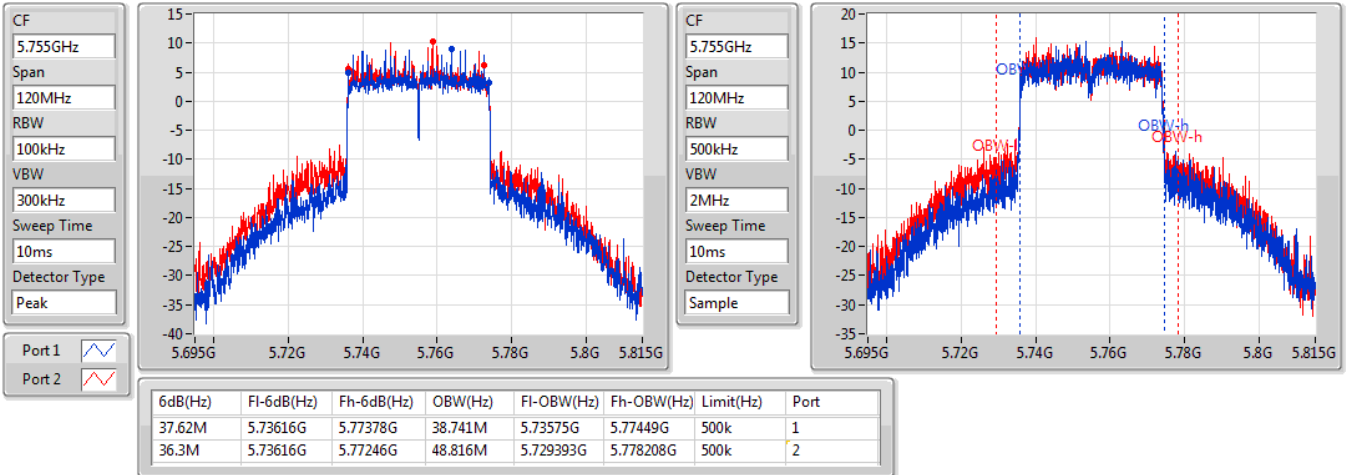 CF
5.755GHz
Span
120MHz
RBW
100kHz
VBW
300kHz
Sweep Time
10ms
Detector Type
Peak
Port 1
Port 2
15
10
5
0
-5
-10
-15
-20
-25
-30
-35
-40
5.695G 5.72G 5.74G 5.76G 5.78G 5.8G 5.815G
CF
5.755GHz
Span
120MHz
RBW
500kHz
VBW
2MHz
Sweep Time
10ms
Detector Type
Sample
20
15
10
5
0
-5
-10
-15
-20
-25
-30
-35
OBW-h
OBW-h
5.695G 5.72G 5.74G 5.76G 5.78G 5.8G 5.815G
6dB(Hz) Fl-6dB(Hz) Fh-6dB(Hz) OBW(Hz) Fl-OBW(Hz) Fh-OBW(Hz) Limit(Hz) Port
37.62M 5.73616G 5.77378G 38.741M 5.73575G 5.77449G 500k 1
36.3M 5.73616G 5.77246G 48.816M 5.729393G 5.778208G 500k 2